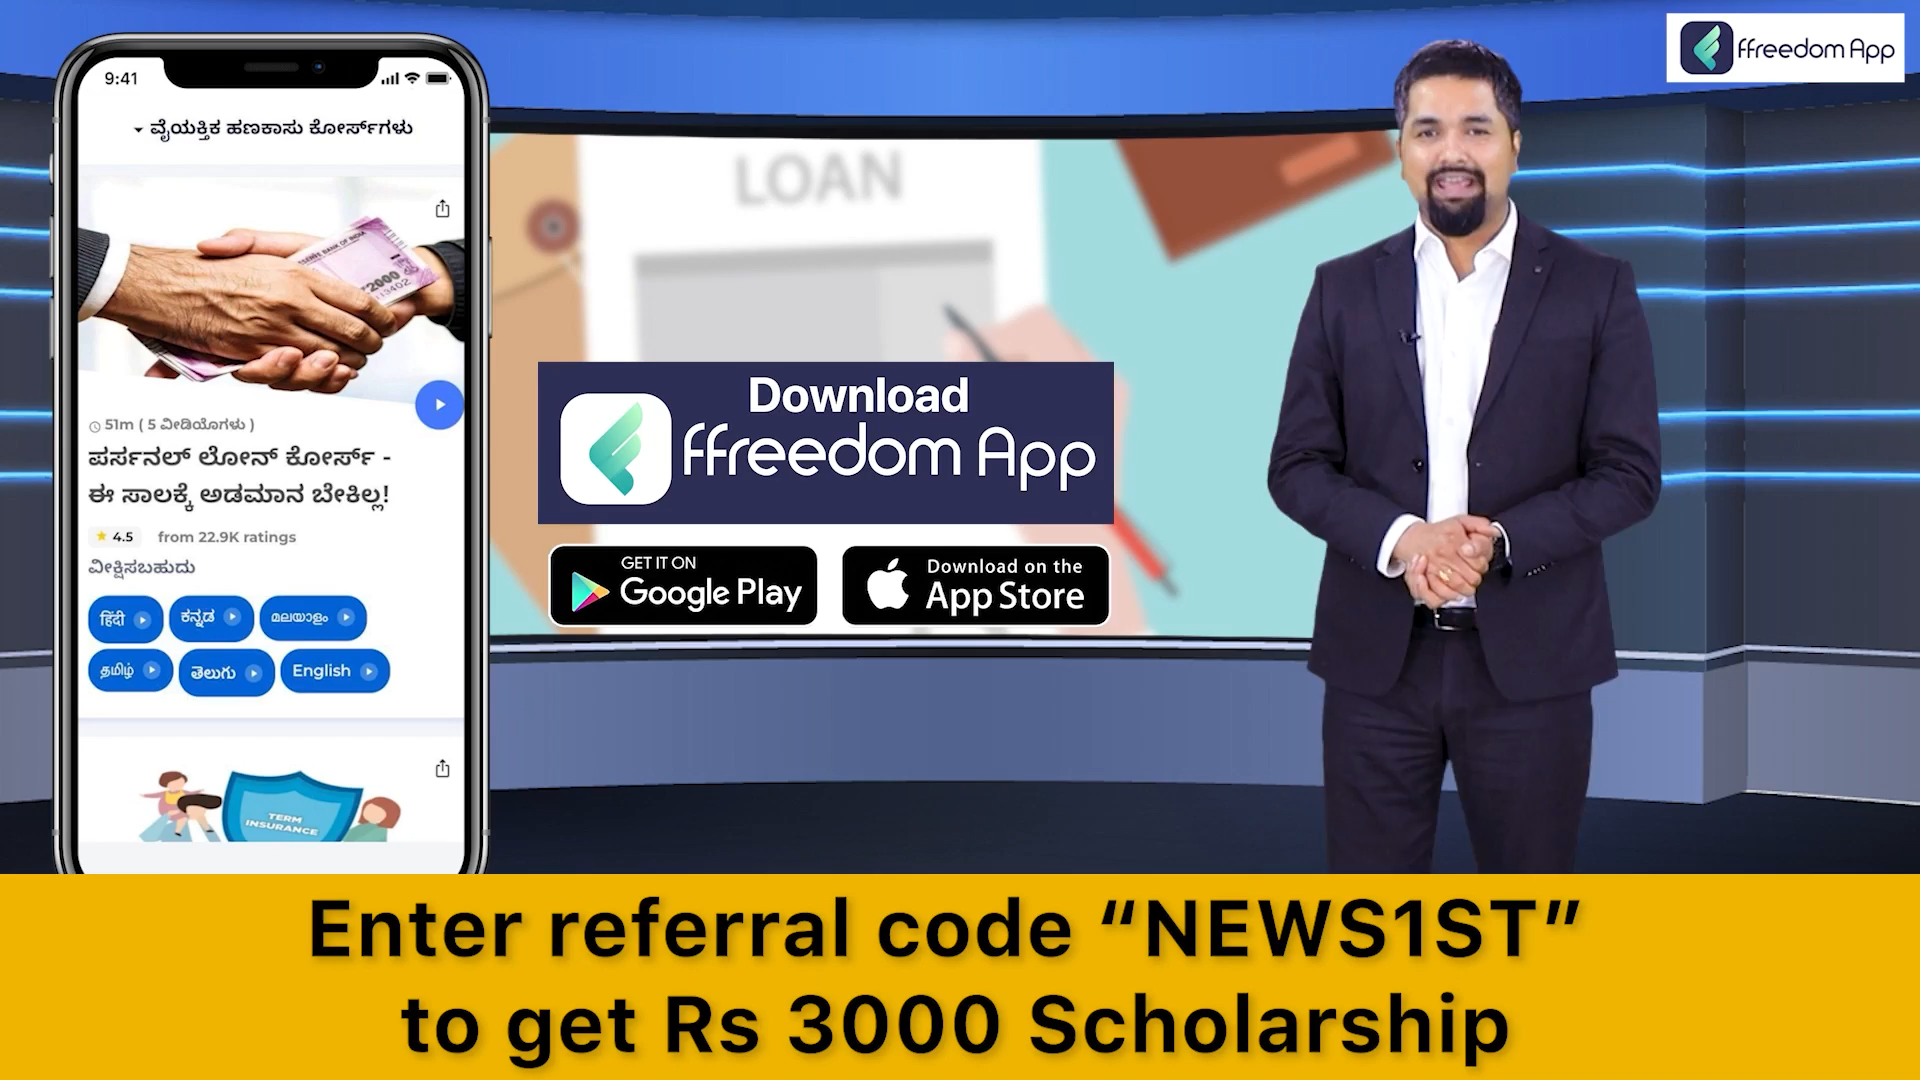 9:41
ವೈಯಕ್ತಿಕ ಹಣಕಾಸು ಕೋರ್ಸ್‌ಗಳು
₹2000
51m ( 5 ವೀಡಿಯೊಗಳು )
ಪರ್ಸನಲ್ ಲೋನ್ ಕೋರ್ಸ್ -
ಈ ಸಾಲಕ್ಕೆ ಅಡಮಾನ ಬೇಕಿಲ್ಲ!
4.5 from 22.9K ratings
ವೀಕ್ಷಿಸಬಹುದು
हिंदी ಕನ್ನಡ മലയാളം
தமிழ் తెలుగు English
TERM
INSURANCE
LOAN
Download
ffreedom App
GET IT ON
Google Play
Download on the
App Store
ffreedom App
Enter referral code “NEWS1ST”
to get Rs 3000 Scholarship